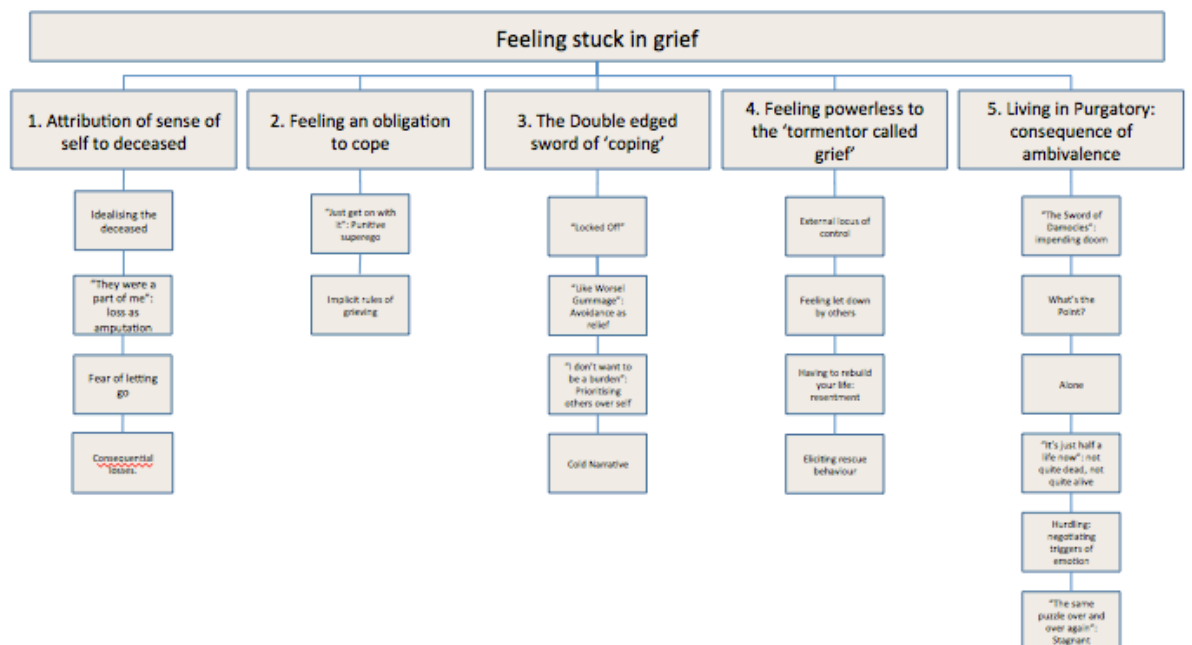 Feeling stuck in grief
1. Attribution of sense of
self to deceased
Idealising the
deceased
"They were a
part of me":
loss as
amputation
Fear of letting
go
Consequential
losses.
2. Feeling an obligation
to cope
"Just get on with
it": Punitive
superego
Implicit rules of
grieving
3. The Double edged
sword of 'coping'
"Locked Off"
"Like Worsel
Gummage":
Avoidance as
relief
"I don't want to
be a burden":
Prioritising
others over self
Cold Narrative
4. Feeling powerless to
the 'tormentor called
grief'
External locus of
control
Feeling let down
by others
Having to rebuild
your life:
resentment
Eliciting rescue
behaviour
5. Living in Purgatory:
consequence of
ambivalence
"The Sword of
Damocles":
impending doom
What's the
Point?
Alone
"It's just half a
life now": not
quite dead, not
quite alive
Hurdling:
negotiating
triggers of
emotion
"The same
puzzle over and
over again":
Stagnant